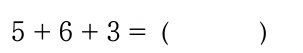 5 + 6 + 3 = (      )